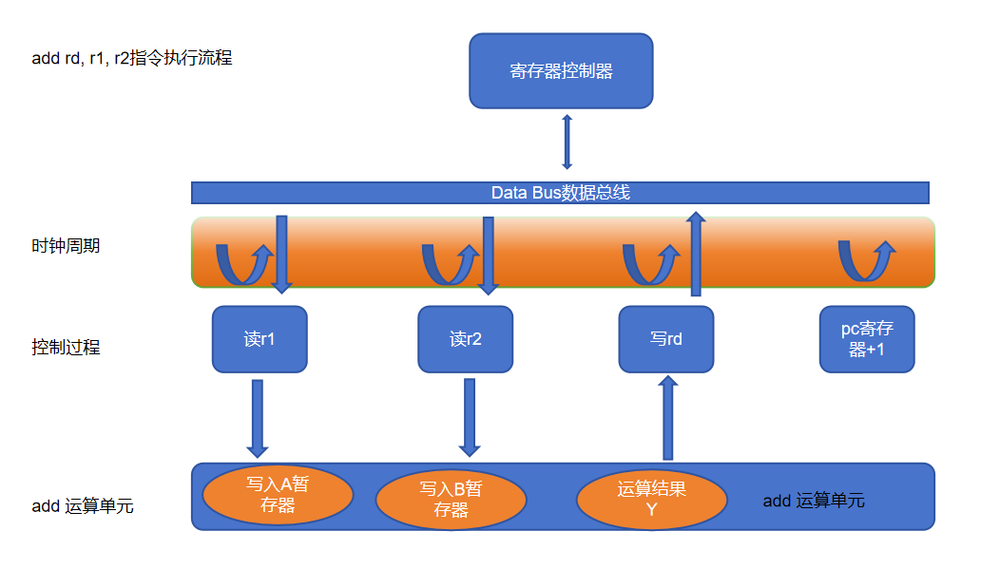 add rd, r1, r2指令执行流程
寄存器控制器
Data Bus数据总线
时钟周期
控制过程
读r1
读r2
写rd
pc寄存
器+1
add 运算单元
写入A暂
存器
写入B暂
存器
运算结果
Y
add 运算单元